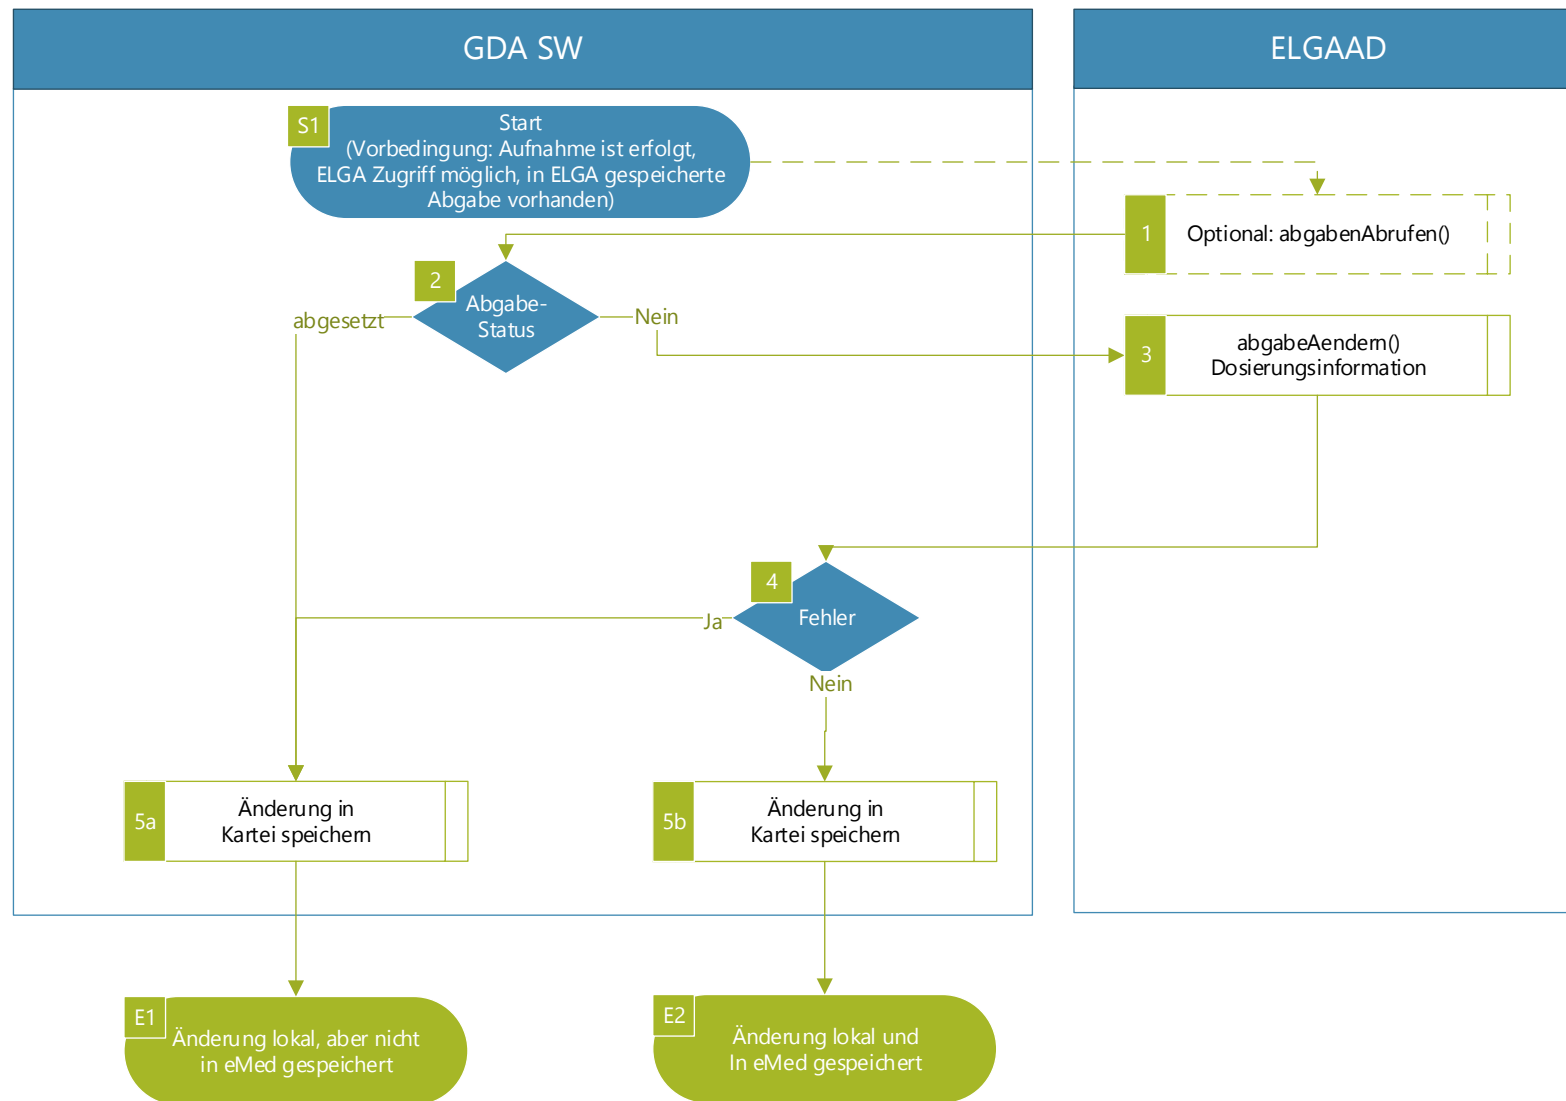 GDA SW
ELGAAD
S1
Start
(Vorbedingung: Aufnahme ist erfolgt,
ELGA Zugriff möglich, in ELGA gespeicherte
Abgabe vorhanden)
1
Optional: abgabenAbrufen()
2
Abgabe-
Status
abgesetzt
Nein
3
abgabeAendern()
Dosierungsinformation
4
Fehler
Ja
Nein
5a
Änderung in
Kartei speichern
5b
Änderung in
Kartei speichern
E1
Änderung lokal, aber nicht
in eMed gespeichert
E2
Änderung lokal und
In eMed gespeichert